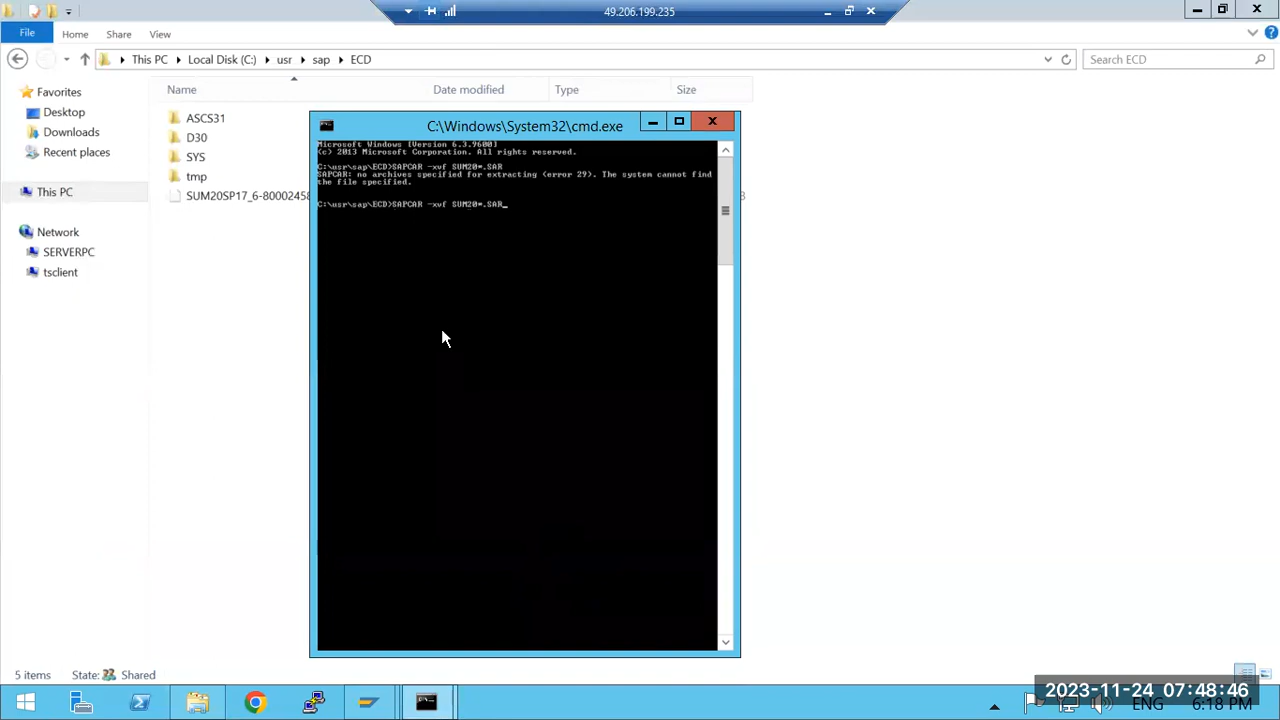 49.206.199.235
File
Home
Share
View
This PC
Local Disk (C:)
usr
sap
ECD
Search ECD
Favorites
Desktop
Downloads
Recent places
This PC
Network
SERVERPC
tsclient
Name
Date modified
Type
Size
ASCS31
D30
SYS
tmp
SUM20SP17_6-80002458
C:\Windows\System32\cmd.exe
Microsoft Windows [Version 6.3.9600]
(c) 2013 Microsoft Corporation. All rights reserved.
C:\usr\sap\ECD>SAPCAR -xvf SUM20*.SAR
SAPCAR: no archives specified for extracting (error 29). The system cannot find
the file specified.
C:\usr\sap\ECD>SAPCAR -xvf SUM20*.SAR_
5 items
State:
Shared
2023-11-24 07:48:46
ENG
6:18 PM